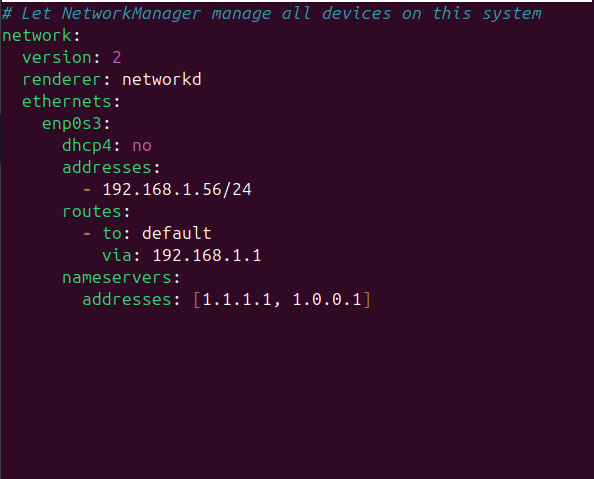 # Let NetworkManager manage all devices on this system
network:
  version: 2
  renderer: networkd
  ethernets:
    enp0s3:
      dhcp4: no
      addresses:
        - 192.168.1.56/24
      routes:
        - to: default
          via: 192.168.1.1
      nameservers:
        addresses: [1.1.1.1, 1.0.0.1]